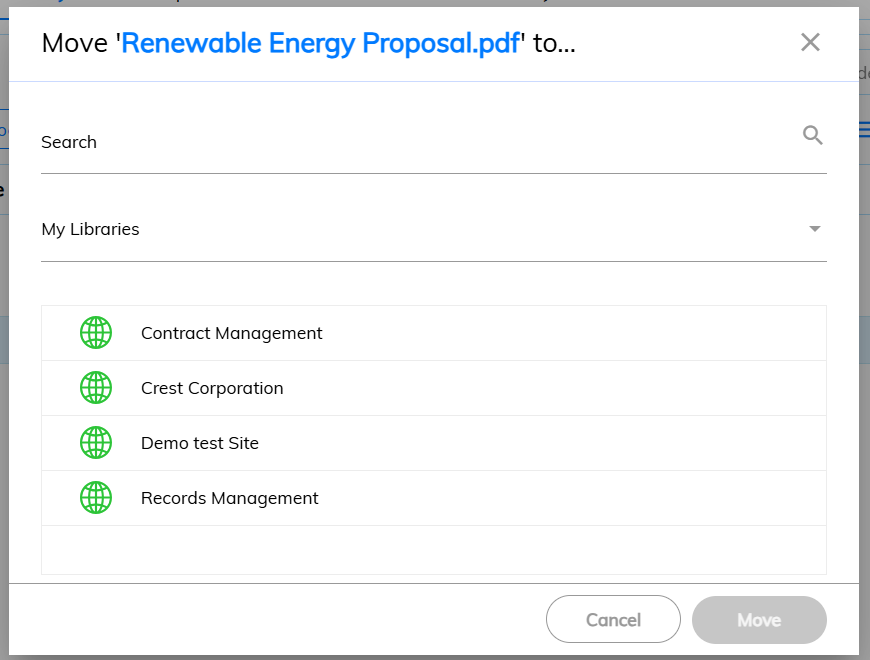 Move 'Renewable Energy Proposal.pdf' to...
Search
My Libraries
Contract Management
Crest Corporation
Demo test Site
Records Management
Cancel
Move